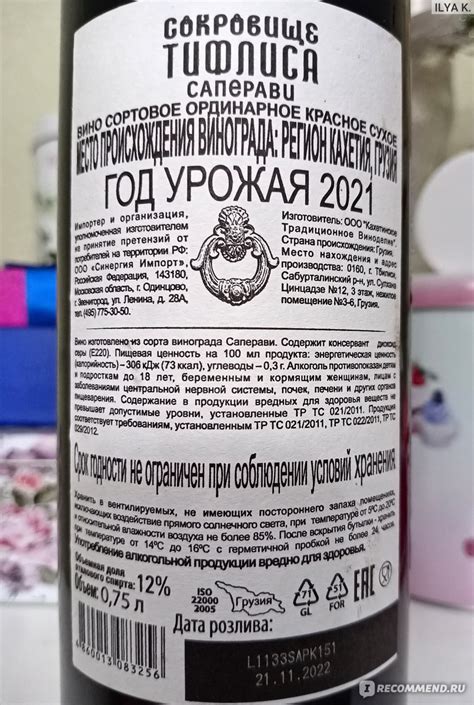 ILYA K.
СОКРОВИЩЕ
ТИФЛИСА
САПЕРАВИ
ВИНО СОРТОВОЕ ОРДИНАРНОЕ КРАСНОЕ СУХОЕ
МЕСТО ПРОИСХОЖДЕНИЯ ВИНОГРАДА: РЕГИОН КАХЕТИЯ, ГРУЗИЯ
ГОД УРОЖАЯ 2021
Импортер и организация,
уполномоченная изготовителем
на принятие претензий от
потребителей на территории РФ:
ООО «Синергия Импорт»,
Российская Федерация, 143180,
Московская область, г. Одинцово,
г. Звенигород, ул. Ленина, д. 28А,
тел. (495) 775-30-50.
Изготовитель: ООО "Кахетинское
Традиционное Виноделие".
Страна происхождения: Грузия.
Место нахождения и адрес
производства: 0160, г. Тбилиси,
Сабурталинский р-н, ул. Султана
Цинцадзе №12, 3 этаж, нежилое
помещение №3-6, Грузия.
Вино изготовлено из сорта винограда Саперави. Содержит консервант диоксид
серы (Е220). Пищевая ценность на 100 мл продукта: энергетическая ценность
(калорийность) – 306 кДж (73 ккал), углеводы – 0,3 г. Алкоголь противопоказан детям
и подросткам до 18 лет, беременным и кормящим женщинам, лицам с
заболеваниями центральной нервной системы, почек, печени и других органов
пищеварения. Содержание в продукции вредных для здоровья веществ не
превышает допустимые уровни, установленные ТР ТС 021/2011. Продукция
соответствует требованиям, установленным ТР ТС 021/2011, ТР ТС 022/2011, ТР ТС
029/2012.
Срок годности не ограничен при соблюдении условий хранения
Хранить в вентилируемых, не имеющих постороннего запаха помещениях,
исключающих воздействие прямого солнечного света, при температуре от 5°С до 20°С
и относительной влажности воздуха не более 85%. После вскрытия бутылки - хранить
при температуре от 14°С до 16°С с герметичной пробкой не более 24 часов.
Употребление алкогольной продукции вредно для здоровья.
Объемная доля
этилового спирта: 12%
Объем: 0,75 л
4860013083256
ISO
22000
2005
Грузия
71
GL
51
FOR
EAC
Дата розлива:
L1133SAPK151
21.11.2022
IRECOMMEND.RU